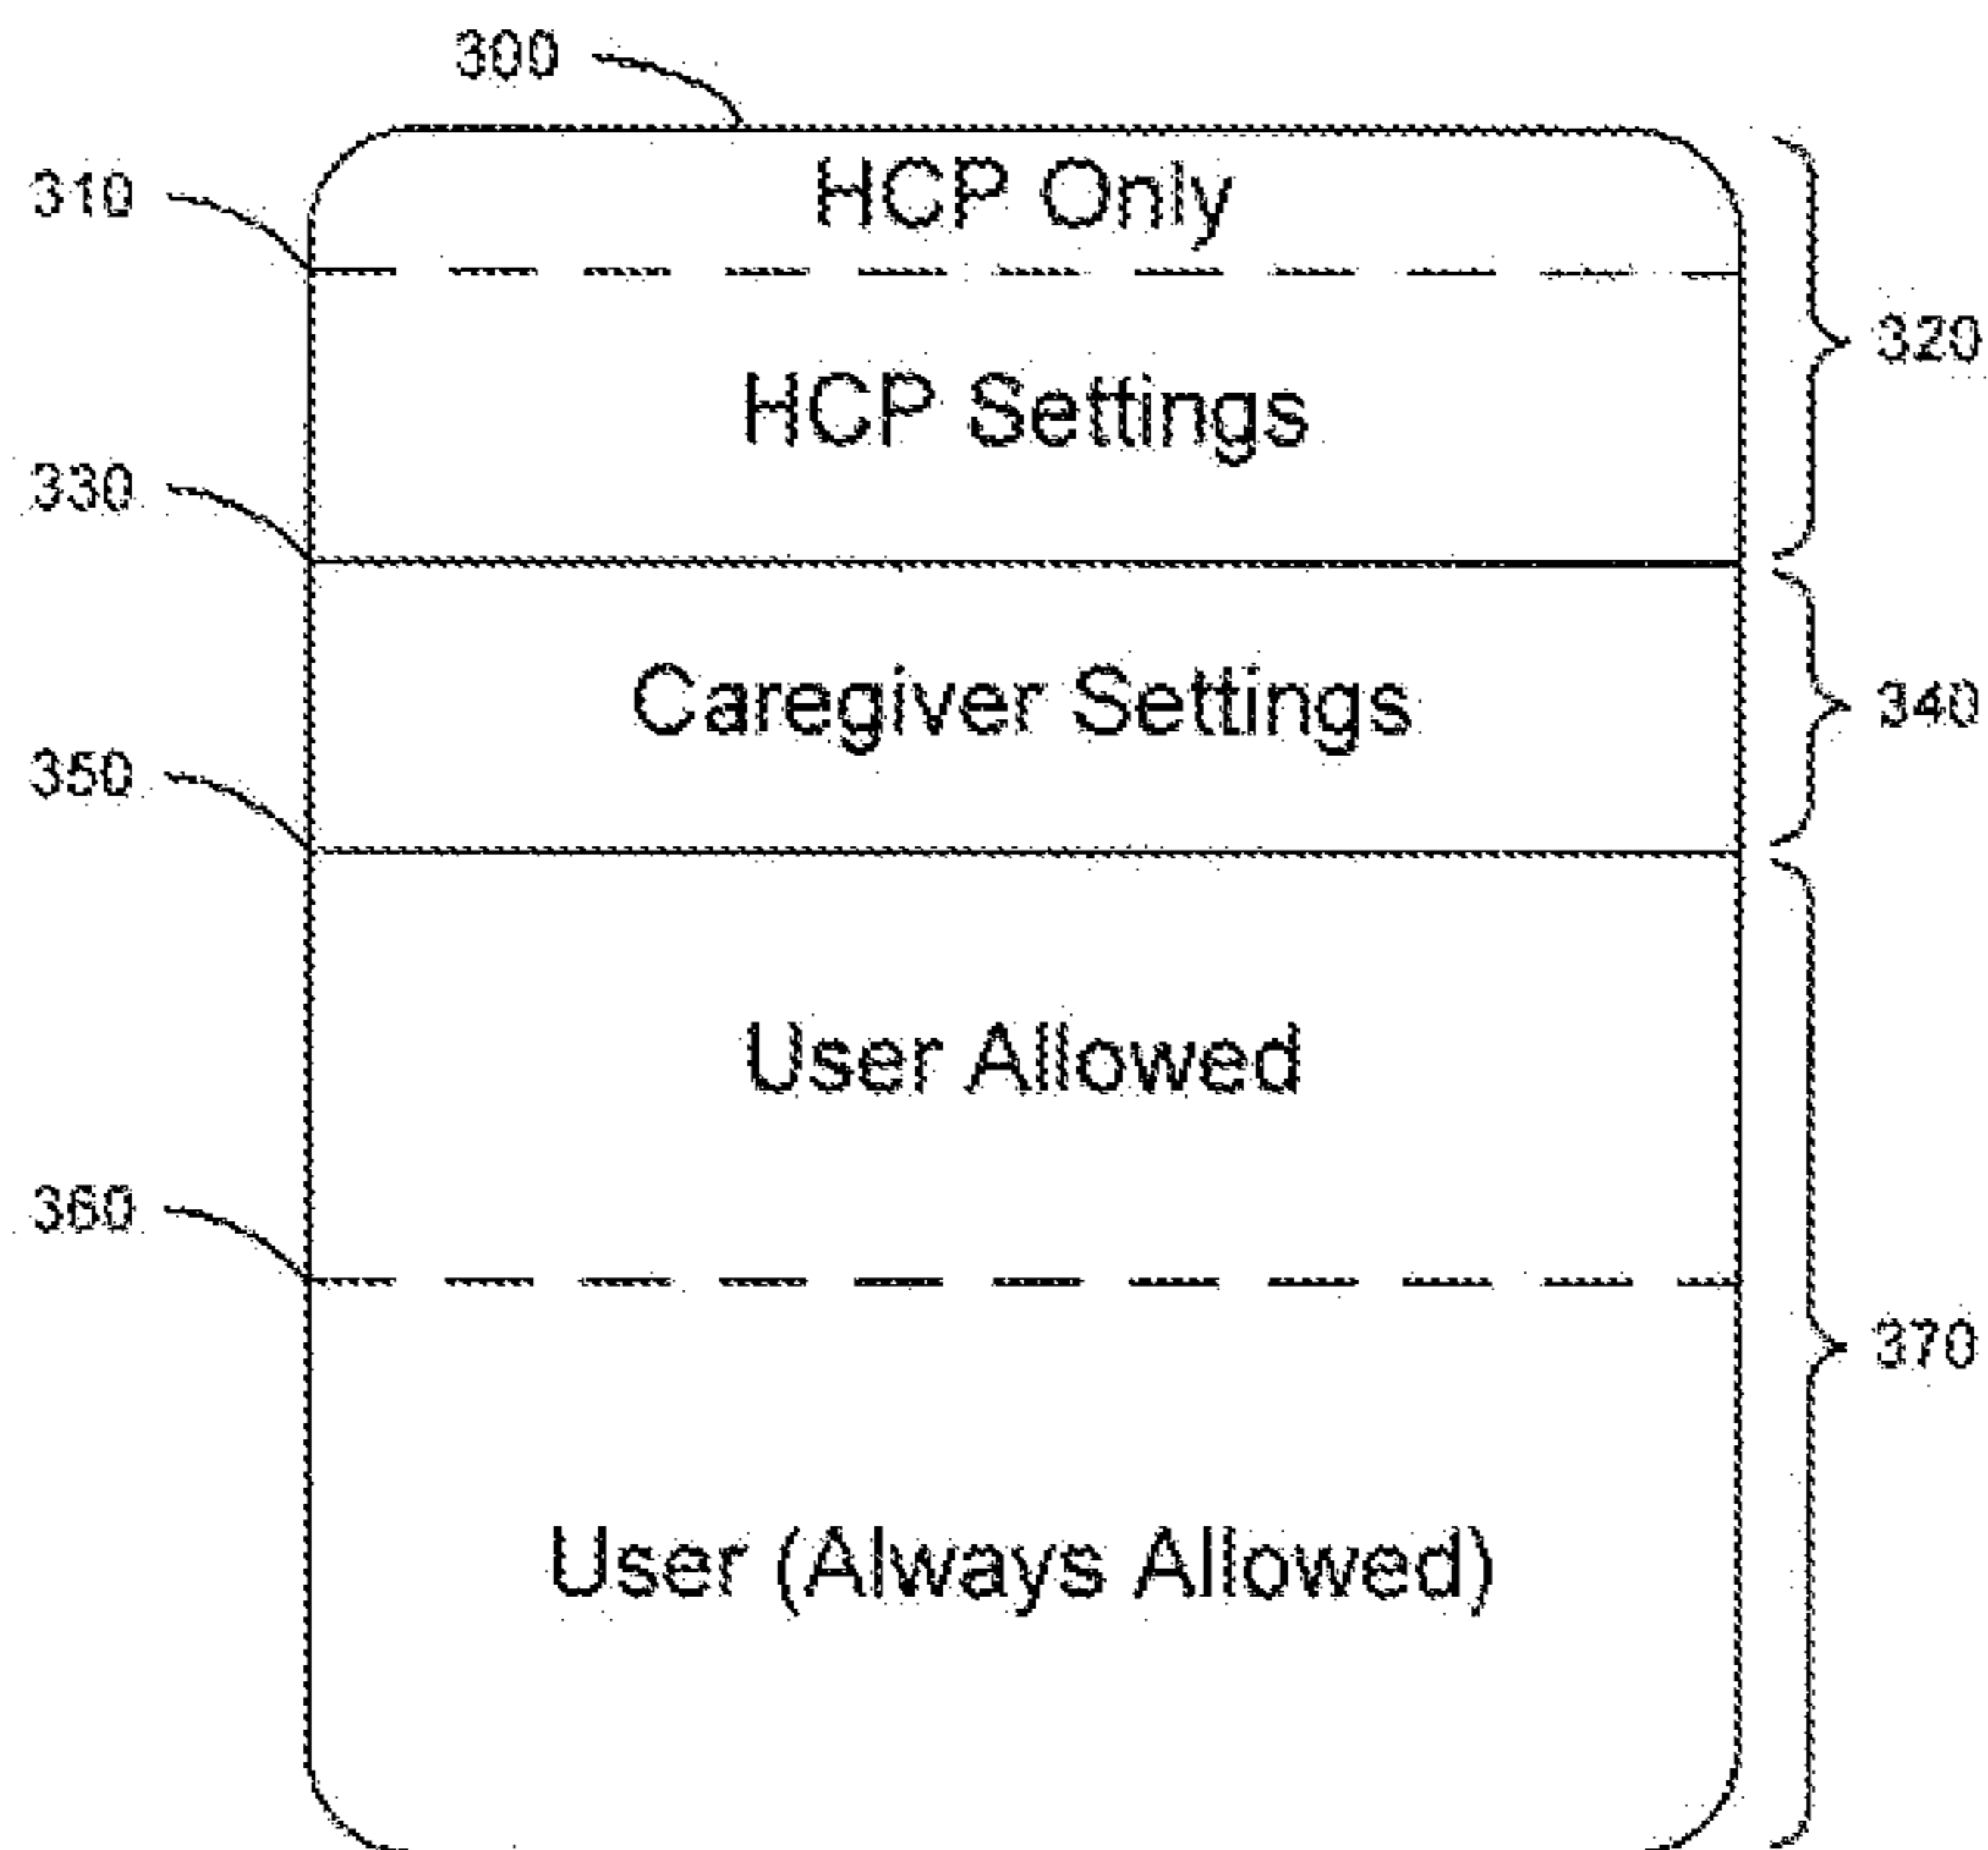 300
310
HCP Only
320
HCP Settings
330
Caregiver Settings
340
350
User Allowed
360
370
User (Always Allowed)